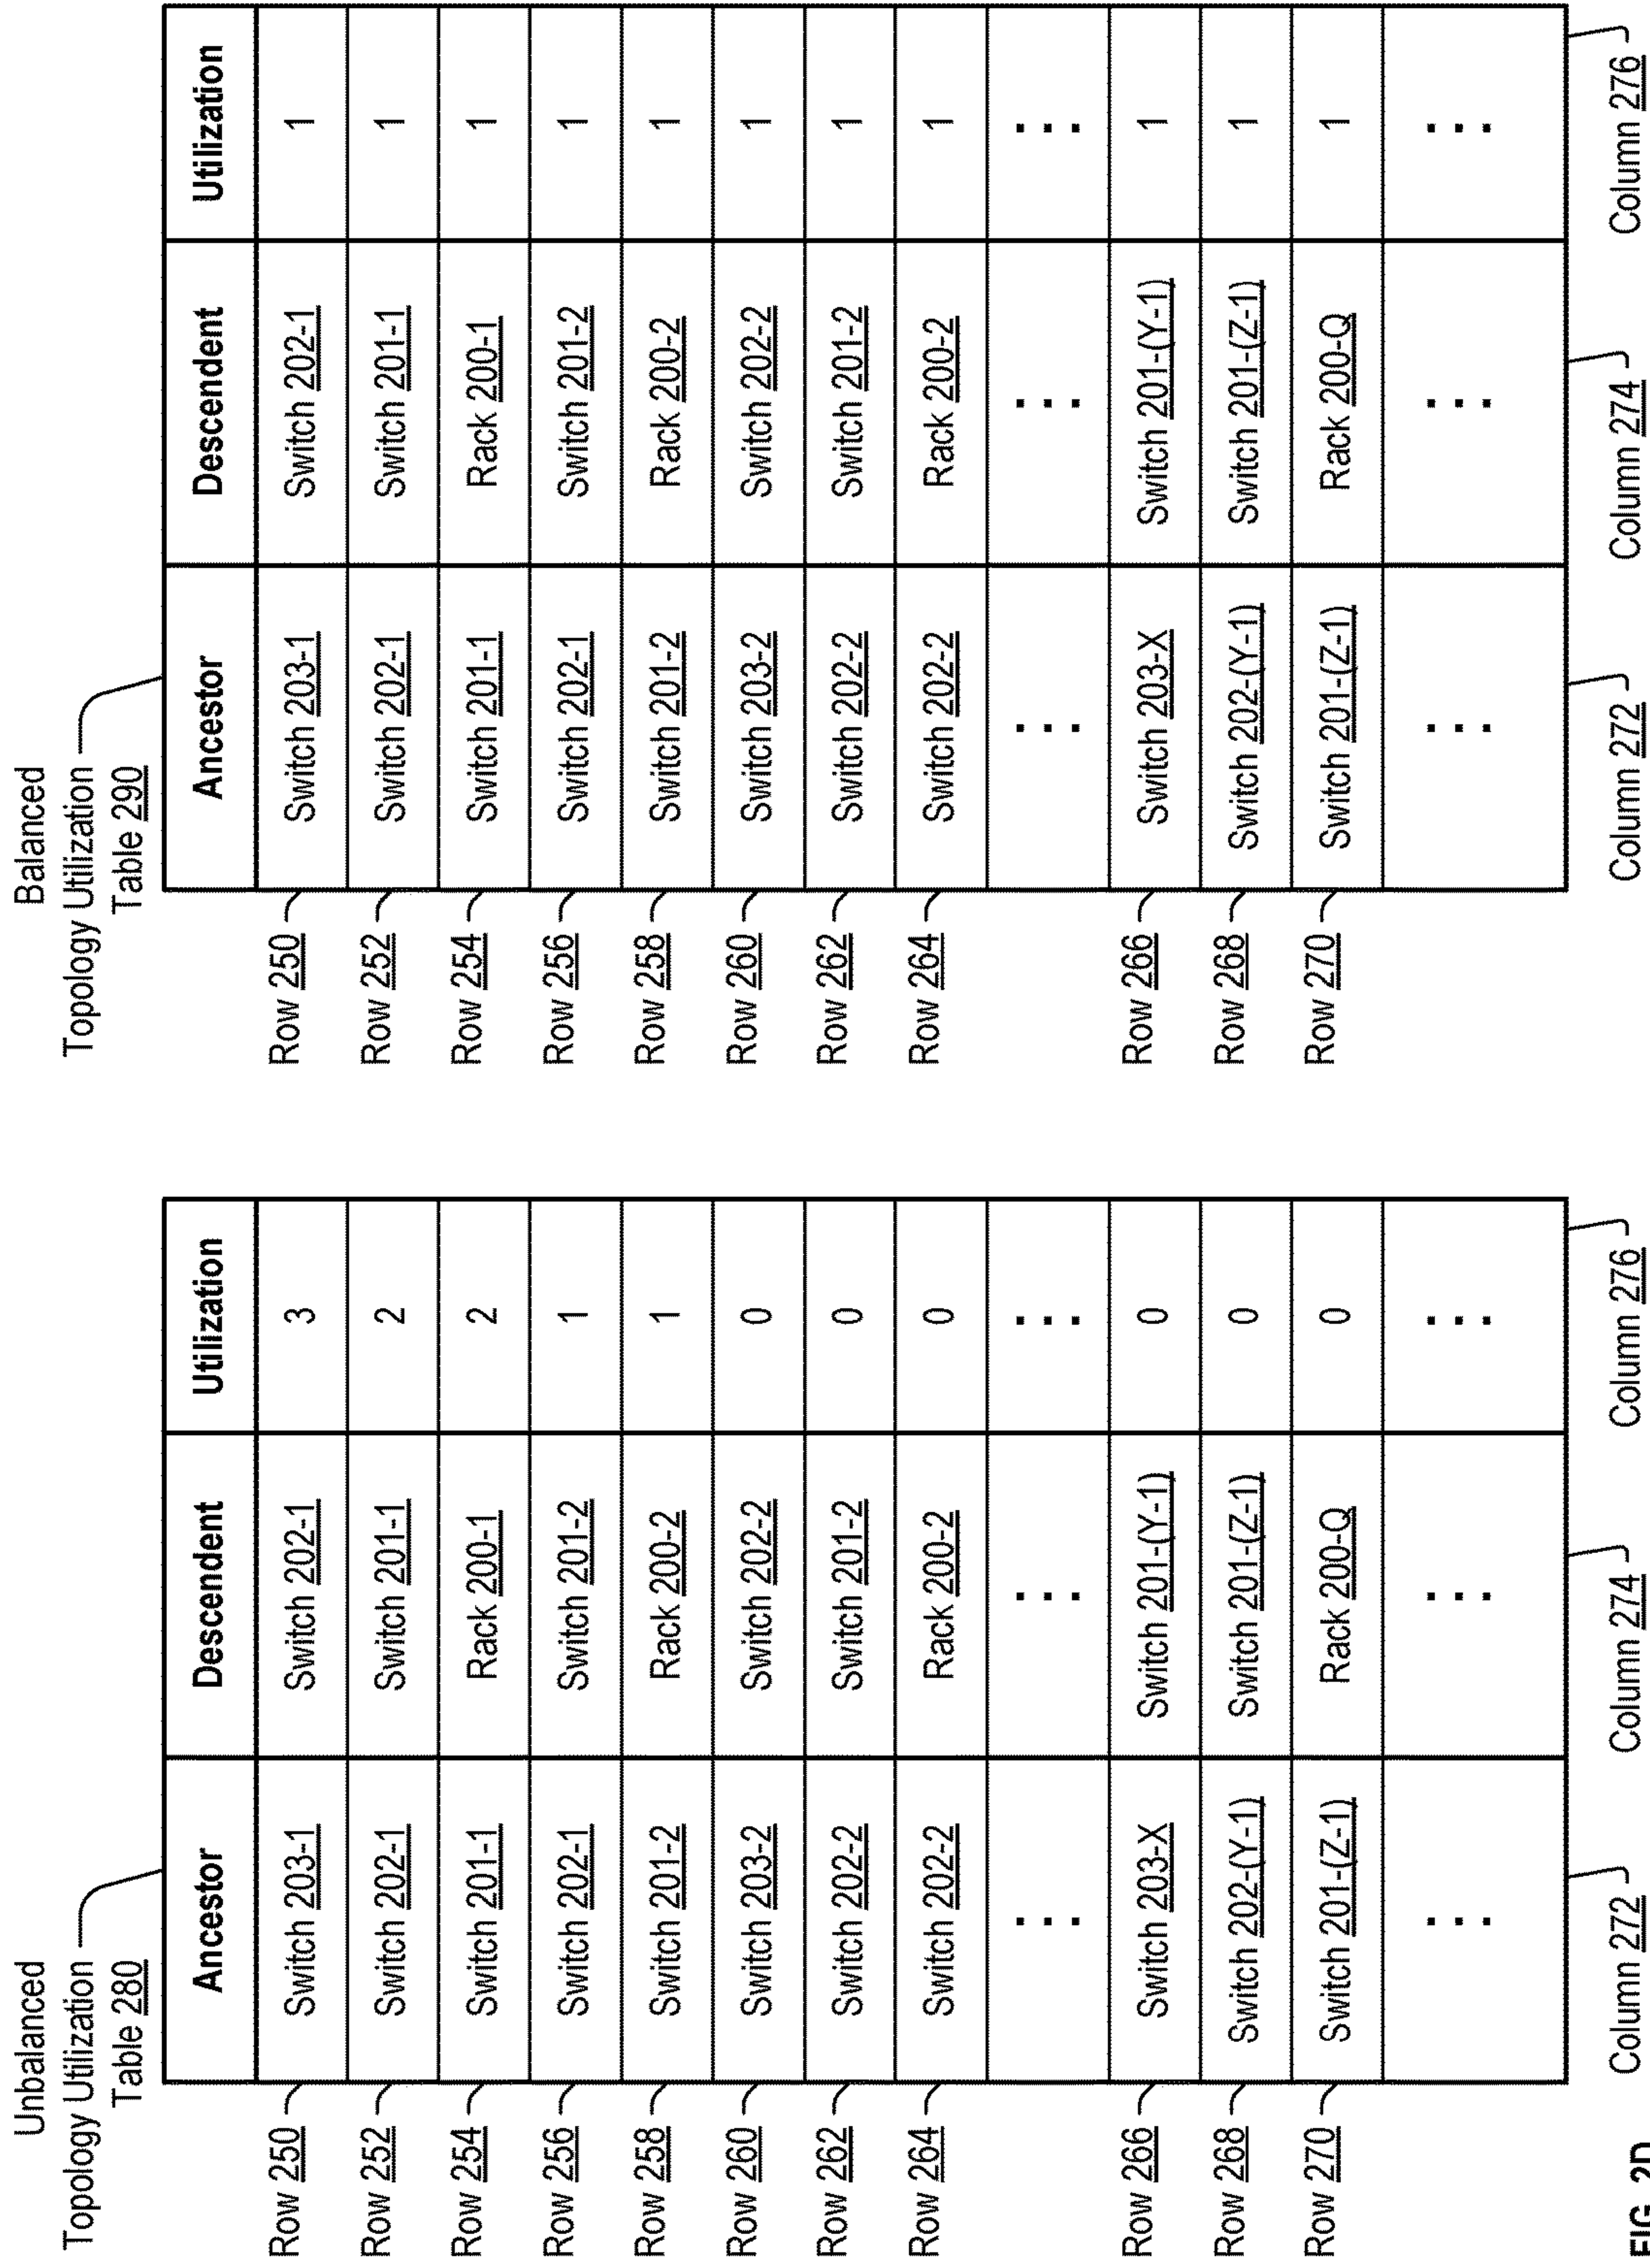 Unbalanced
Topology Utilization
Table 280
Ancestor Descendent Utilization
Row 250 Switch 203-1 Switch 202-1 3
Row 252 Switch 202-1 Switch 201-1 2
Row 254 Switch 201-1 Rack 200-1 2
Row 256 Switch 202-1 Switch 201-2 1
Row 258 Switch 201-2 Rack 200-2 1
Row 260 Switch 203-2 Switch 202-2 0
Row 262 Switch 202-2 Switch 201-2 0
Row 264 Switch 202-2 Rack 200-2 0
... ... ...
Row 266 Switch 203-X Switch 201-(Y-1) 0
Row 268 Switch 202-(Y-1) Switch 201-(Z-1) 0
Row 270 Switch 201-(Z-1) Rack 200-Q 0
... ... ...
Column 272 Column 274 Column 276
Balanced
Topology Utilization
Table 290
Ancestor Descendent Utilization
Row 250 Switch 203-1 Switch 202-1 1
Row 252 Switch 202-1 Switch 201-1 1
Row 254 Switch 201-1 Rack 200-1 1
Row 256 Switch 202-1 Switch 201-2 1
Row 258 Switch 201-2 Rack 200-2 1
Row 260 Switch 203-2 Switch 202-2 1
Row 262 Switch 202-2 Switch 201-2 1
Row 264 Switch 202-2 Rack 200-2 1
... ... ...
Row 266 Switch 203-X Switch 201-(Y-1) 1
Row 268 Switch 202-(Y-1) Switch 201-(Z-1) 1
Row 270 Switch 201-(Z-1) Rack 200-Q 1
... ... ...
Column 272 Column 274 Column 276
FIG. 2D